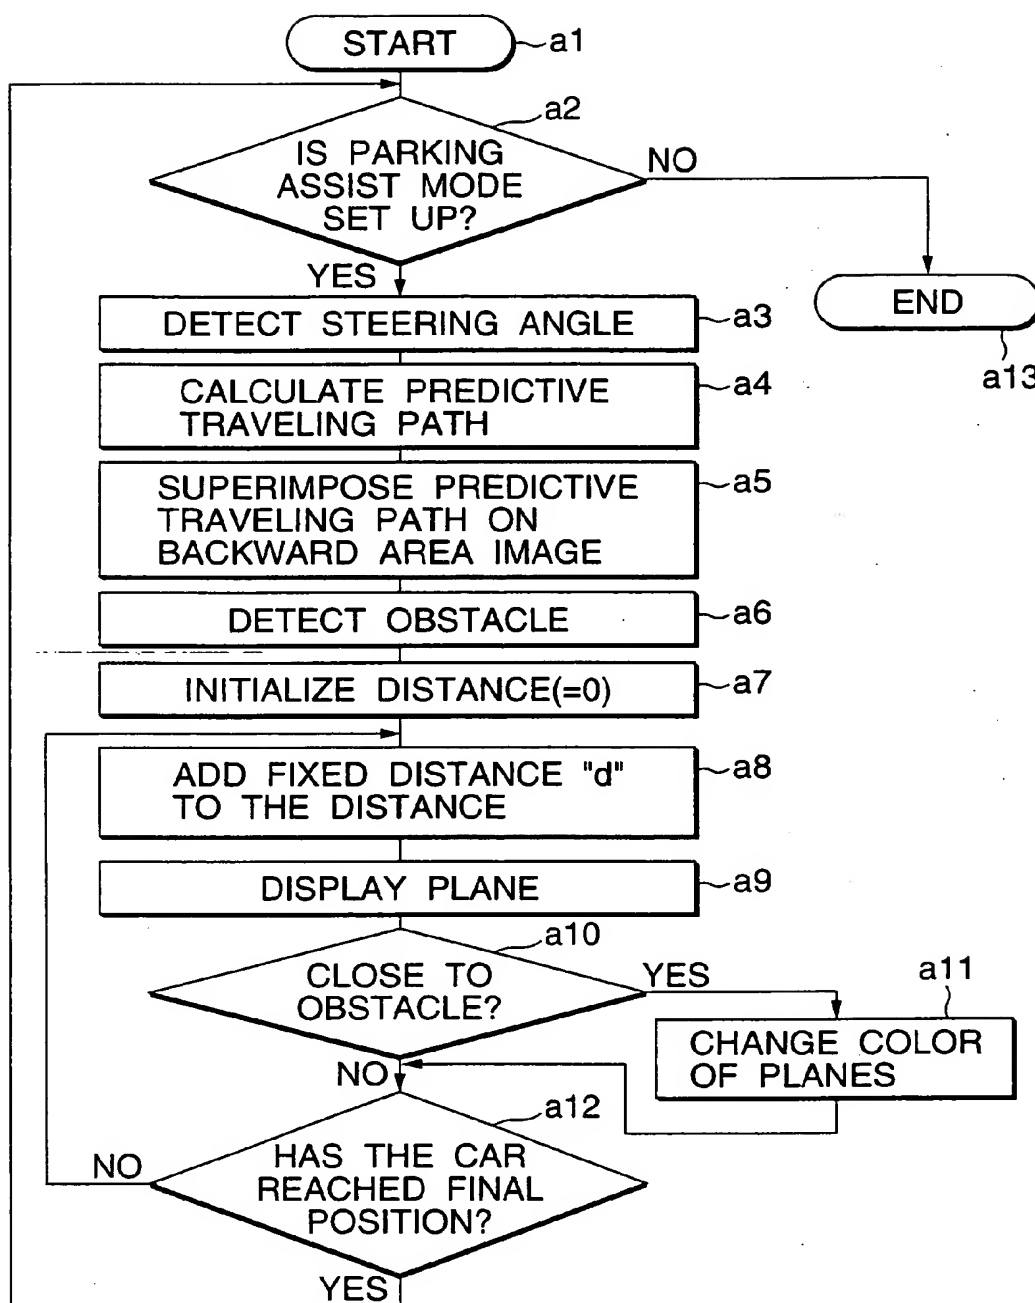 START
a1
a2
IS PARKING
ASSIST MODE
SET UP?
NO
YES
END
a13
DETECT STEERING ANGLE
a3
CALCULATE PREDICTIVE
TRAVELING PATH
a4
SUPERIMPOSE PREDICTIVE
TRAVELING PATH ON
BACKWARD AREA IMAGE
a5
DETECT OBSTACLE
a6
INITIALIZE DISTANCE(=0)
a7
ADD FIXED DISTANCE "d"
TO THE DISTANCE
a8
DISPLAY PLANE
a9
a10
CLOSE TO
OBSTACLE?
YES
a11
CHANGE COLOR
OF PLANES
NO
a12
HAS THE CAR
REACHED FINAL
POSITION?
NO
YES